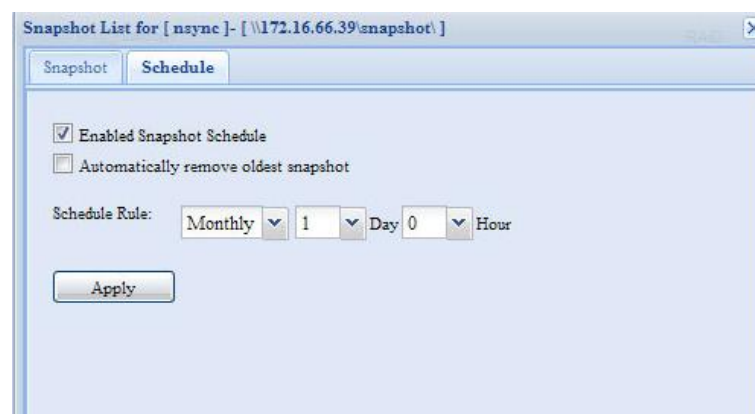 Snapshot List for [ nsync ]- [ \\172.16.66.39\snapshot\ ]
Snapshot Schedule
Enabled Snapshot Schedule
Automatically remove oldest snapshot
Schedule Rule: Monthly 1 Day 0 Hour
Apply